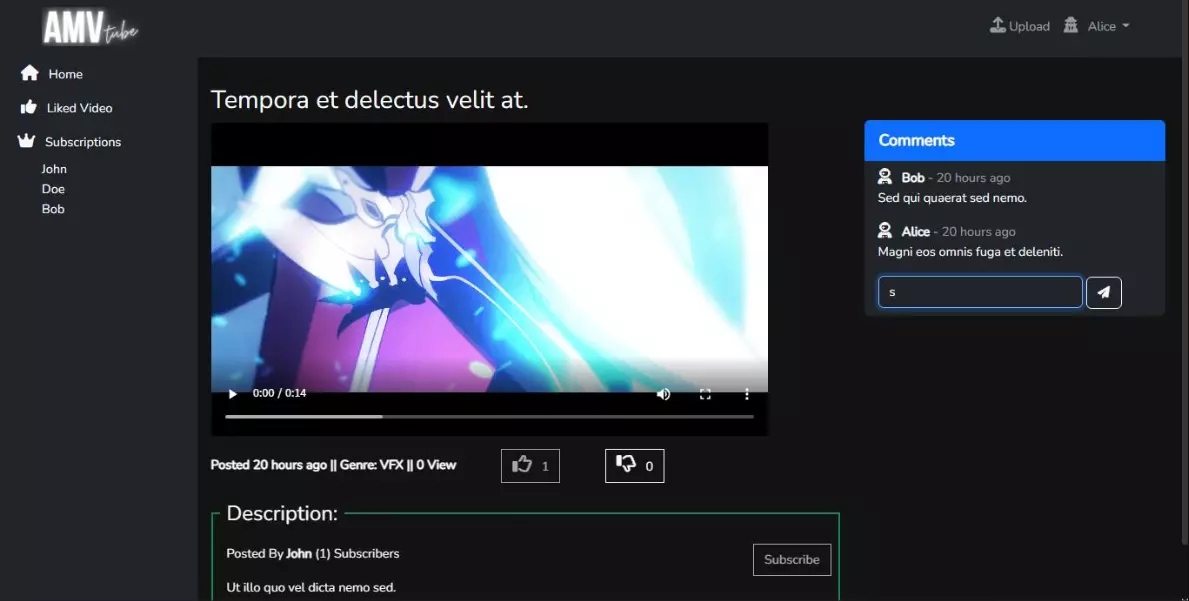 AMV tube
Upload
Alice
Home
Liked Video
Subscriptions
John
Doe
Bob
Tempora et delectus velit at.
0:00 / 0:14
Posted 20 hours ago || Genre: VFX || 0 View
1
0
Description:
Posted By John (1) Subscribers
Subscribe
Ut illo quo vel dicta nemo sed.
Comments
Bob - 20 hours ago
Sed qui quaerat sed nemo.
Alice - 20 hours ago
Magni eos omnis fuga et deleniti.
s